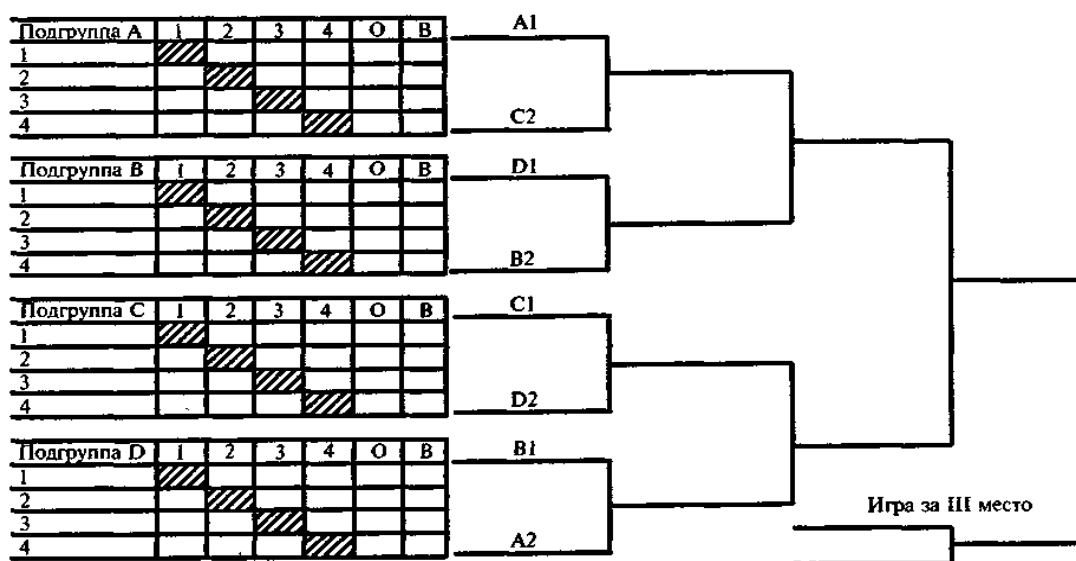 Подгруппа A 1 2 3 4 О В
1
2
3
4
Подгруппа B 1 2 3 4 О В
1
2
3
4
Подгруппа C 1 2 3 4 О В
1
2
3
4
Подгруппа D 1 2 3 4 О В
1
2
3
4
A1
C2
D1
B2
C1
D2
B1
A2
Игра за III место